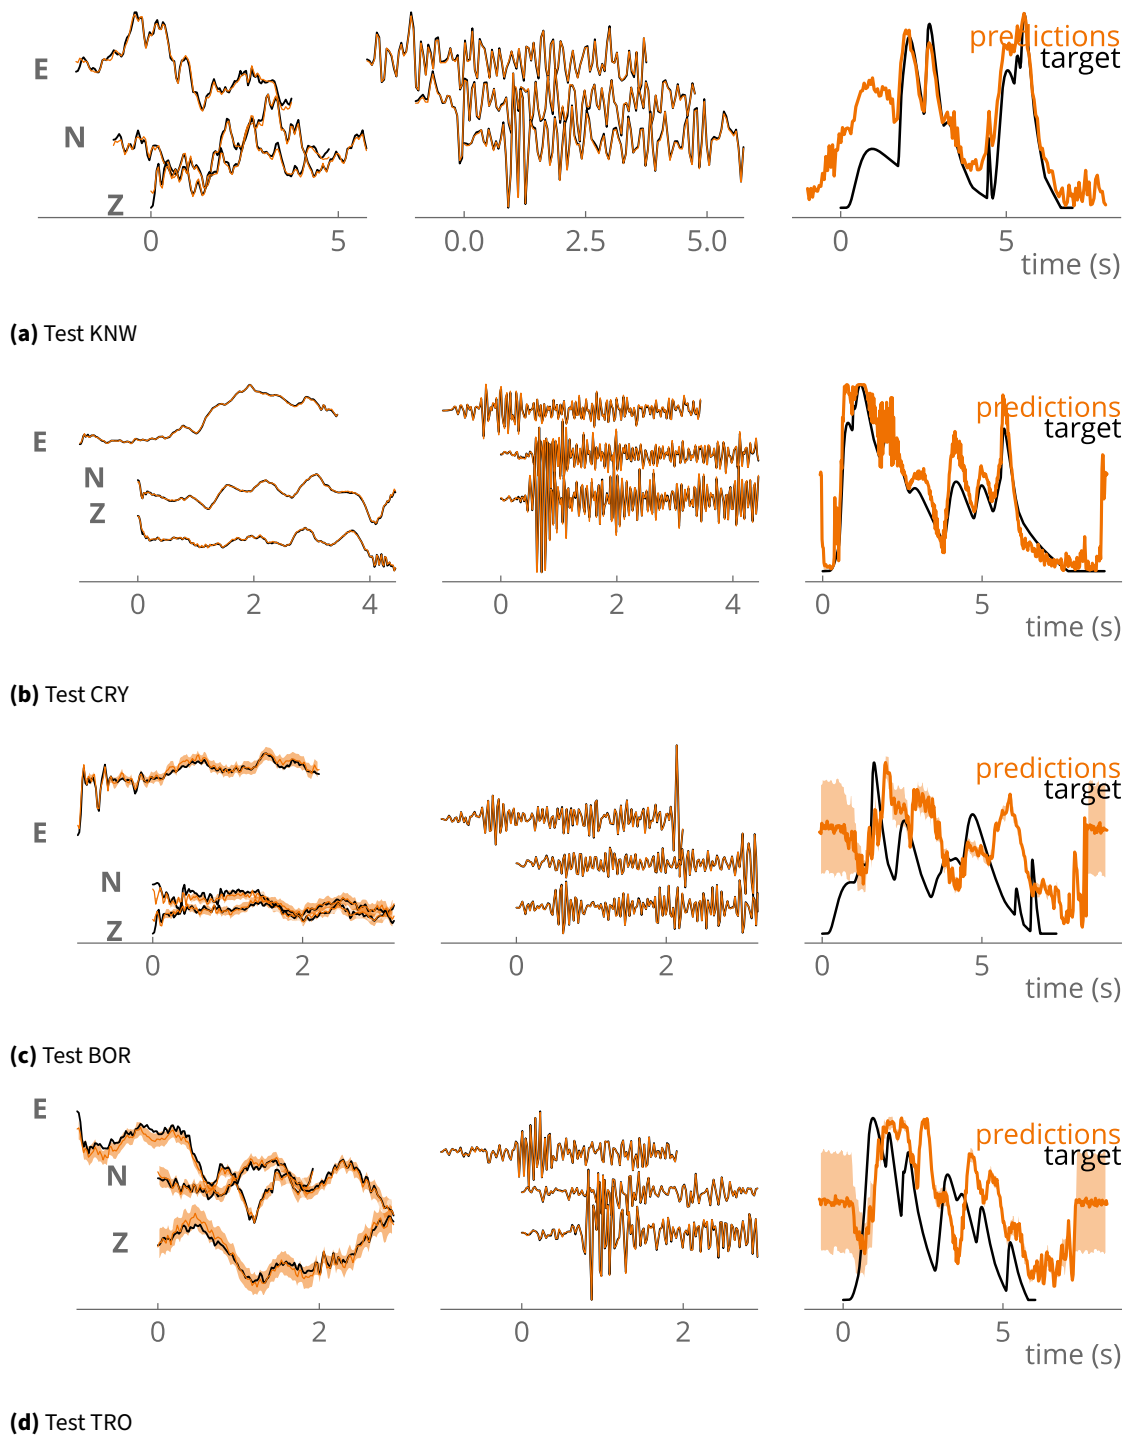 E
N
Z
0 5
0.0 2.5 5.0
predictions
target
0 5
time (s)
(a) Test KNW
E
N
Z
0 2 4
0 2 4
predictions
target
0 5
time (s)
(b) Test CRY
E
N
Z
0 2
0 2
predictions
target
0 5
time (s)
(c) Test BOR
E
N
Z
0 2
0 2
predictions
target
0 5
time (s)
(d) Test TRO